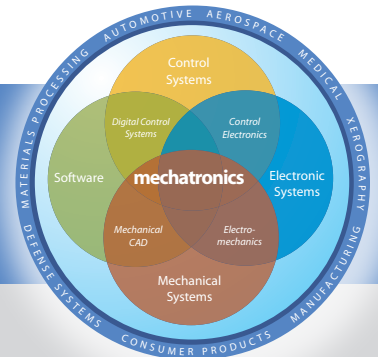 MATERIALS PROCESSING AUTOMOTIVE AEROSPACE MEDICAL XEROGRAPHY
Control
Systems
Digital Control
Systems
Control
Electronics
Software
mechatronics
Electronic
Systems
Mechanical
CAD
Electro-
mechanics
Mechanical
Systems
DEFENSE SYSTEMS CONSUMER PRODUCTS MANUFACTURING